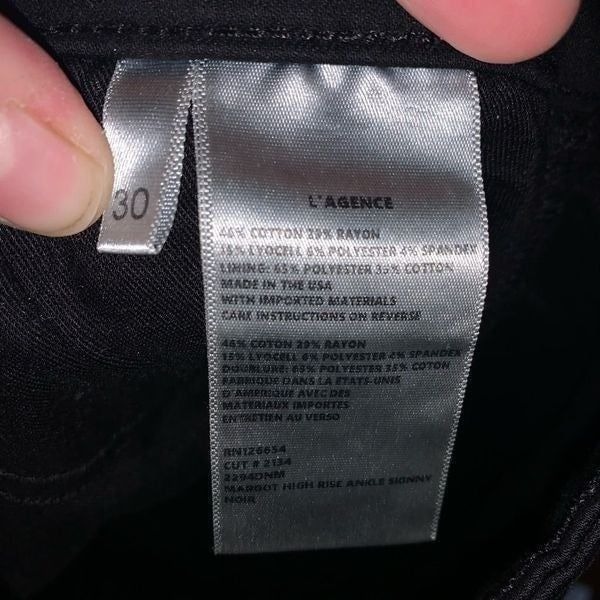 30
L'AGENCE
46% COTTON 29% RAYON
15% LYOCELL 6% POLYESTER 4% SPANDEX
LINING: 65% POLYESTER 35% COTTON
MADE IN THE USA
WITH IMPORTED MATERIALS
CARE INSTRUCTIONS ON REVERSE
46% COTTON 29% RAYON
15% LYOCELL 6% POLYESTER 4% SPANDEX
DOUBLURE: 65% POLYESTER 35% COTON
FABRIQUE DANS LA ETATS-UNIS
D'AMERIQUE AVEC DES
MATERIAUX IMPORTES
ENTRETIEN AU VERSO
RN126654
CUT # 2134
2294DNM
MARGOT HIGH RISE ANKLE SKINNY
NOIR